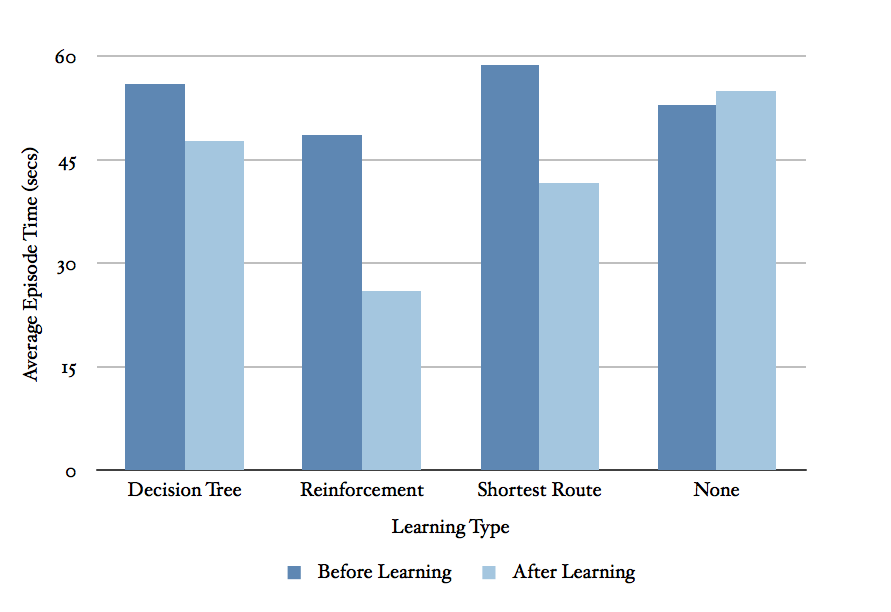 60
45
30
15
0
Average Episode Time (secs)
Decision Tree
Reinforcement
Shortest Route
None
Learning Type
Before Learning
After Learning